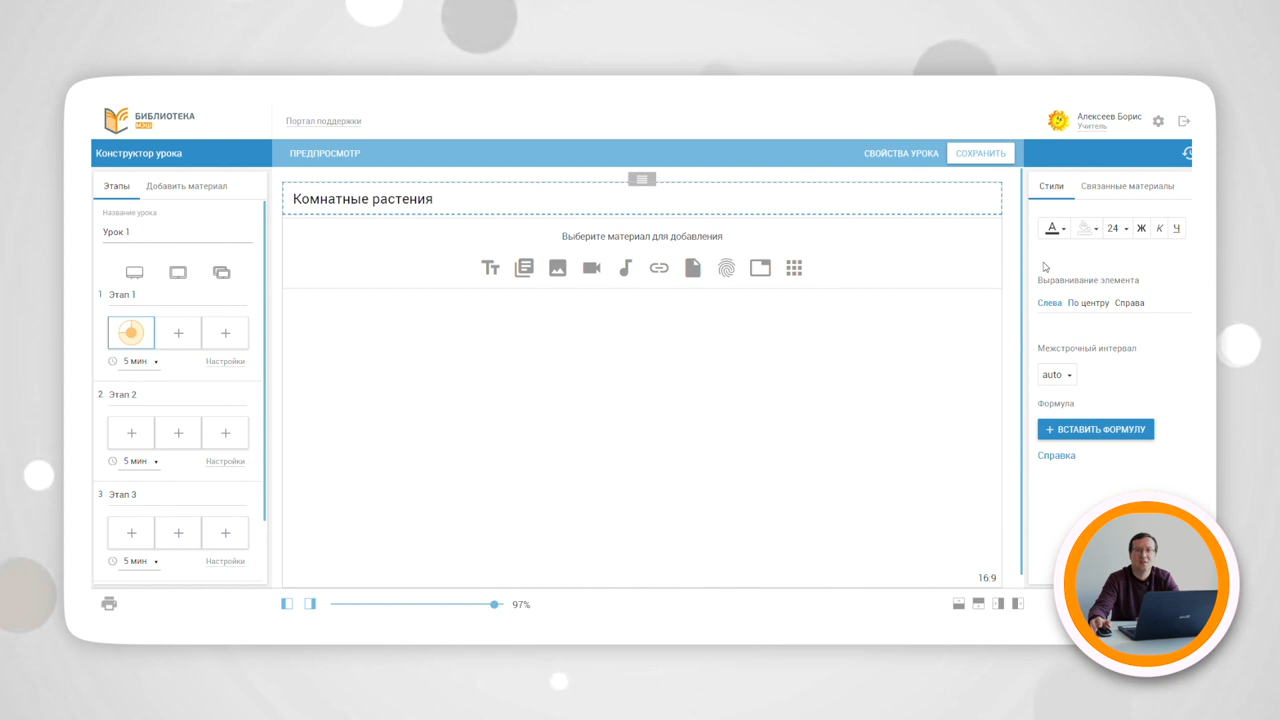 БИБЛИОТЕКА
МЭШ
Портал поддержки
Алексеев Борис
Учитель
Конструктор урока
ПРЕДПРОСМОТР
СВОЙСТВА УРОКА
СОХРАНИТЬ
Этапы
Добавить материал
Название урока
Урок 1
1 Этап 1
5 мин
Настройки
2 Этап 2
5 мин
Настройки
3 Этап 3
5 мин
Настройки
Комнатные растения
Выберите материал для добавления
16:9
97%
Стили
Связанные материалы
A
24
Ж К Ч
Выравнивание элемента
Слева По центру Справа
Межстрочный интервал
auto
Формула
+ ВСТАВИТЬ ФОРМУЛУ
Справка